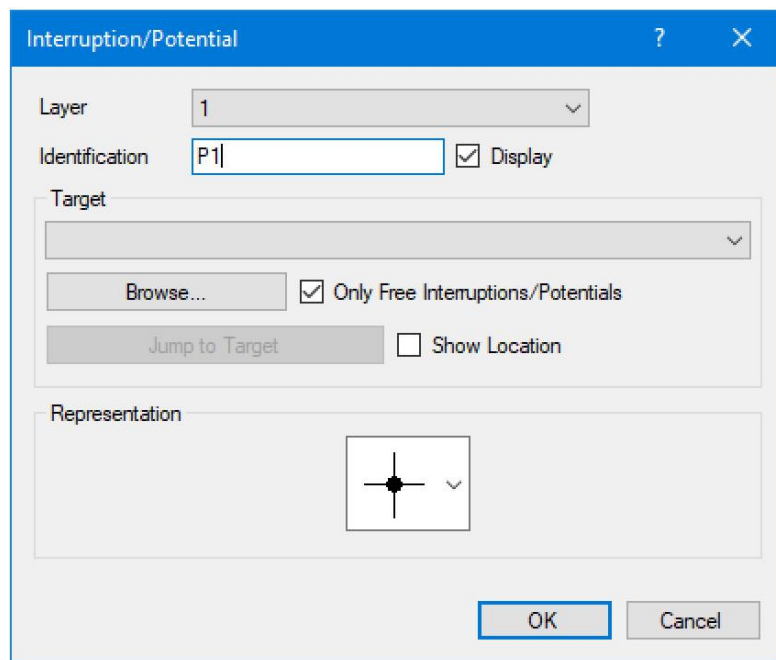 Interruption/Potential ?
Layer 1
Identification P1 Display
Target
Browse... Only Free Interruptions/Potentials
Jump to Target Show Location
Representation
OK Cancel